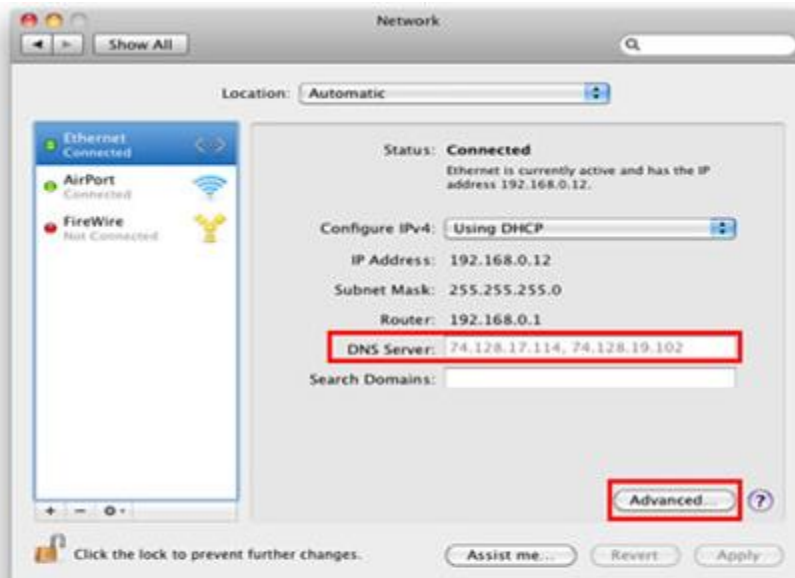 Network
Show All
Location: Automatic
Ethernet
Connected
AirPort
Connected
FireWire
Not Connected
Status: Connected
Ethernet is currently active and has the IP
address 192.168.0.12.
Configure IPv4: Using DHCP
IP Address: 192.168.0.12
Subnet Mask: 255.255.255.0
Router: 192.168.0.1
DNS Server: 74.128.17.114, 74.128.19.102
Search Domains:
Advanced... ?
Click the lock to prevent further changes.
Assist me... Revert Apply